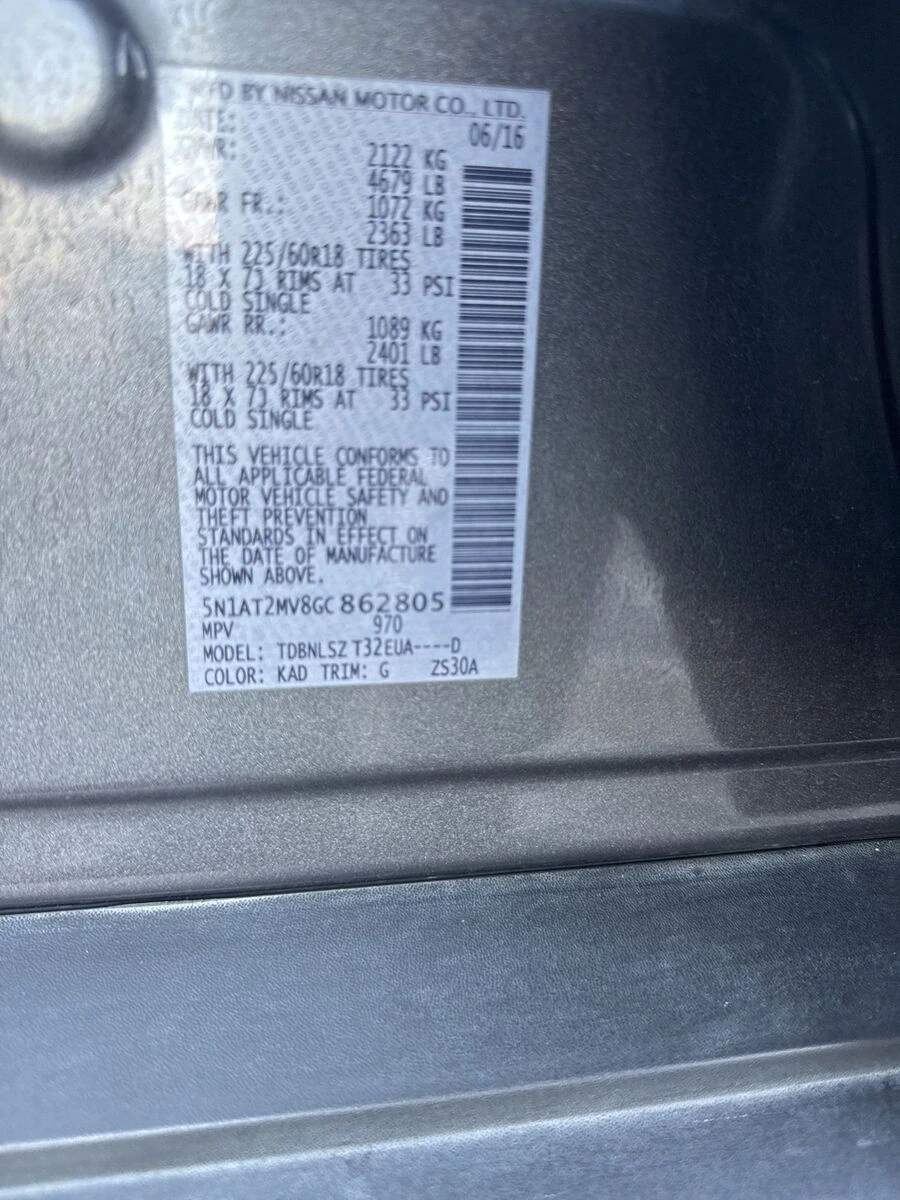 BY NISSAN MOTOR CO., LTD.
DATE: 06/16
2122 KG
4679 LB
FR.: 1072 KG
2363 LB
WITH 225/60R18 TIRES
18 X 7J RIMS AT 33 PSI
COLD SINGLE
GAWR RR.: 1089 KG
2401 LB
WITH 225/60R18 TIRES
18 X 7J RIMS AT 33 PSI
COLD SINGLE
THIS VEHICLE CONFORMS TO
ALL APPLICABLE FEDERAL
MOTOR VEHICLE SAFETY AND
THEFT PREVENTION
STANDARDS IN EFFECT ON
THE DATE OF MANUFACTURE
SHOWN ABOVE.
5N1AT2MV8GC862805
MPV 970
MODEL: TDBNLSZ T32EUA----D
COLOR: KAD TRIM: G ZS30A